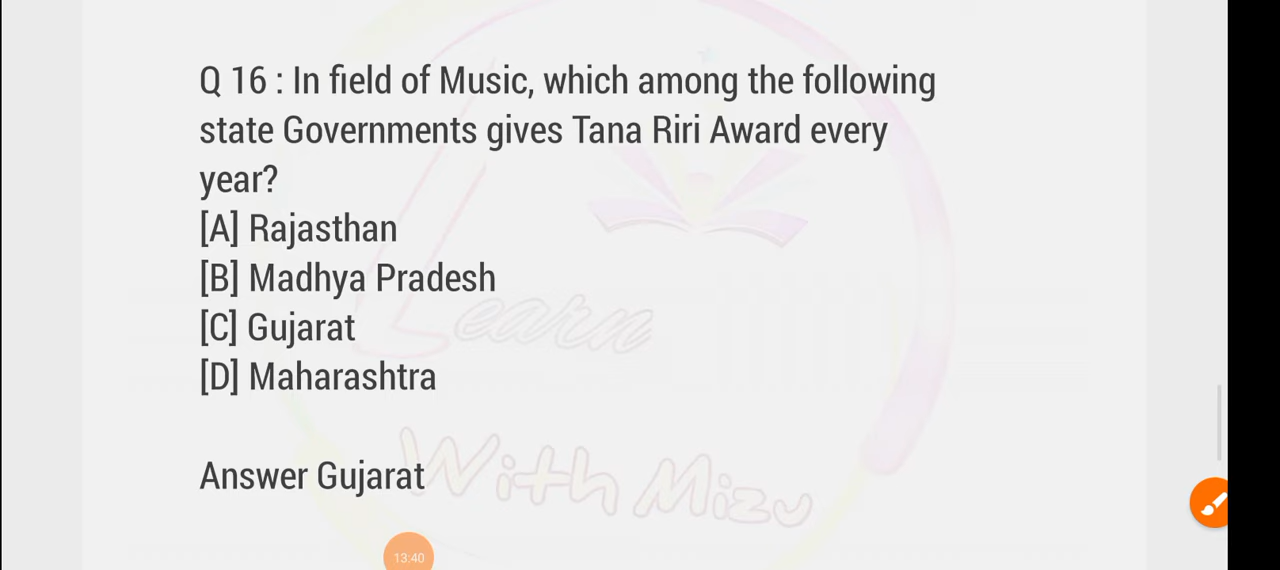 Q 16 : In field of Music, which among the following
state Governments gives Tana Riri Award every
year?
[A] Rajasthan
[B] Madhya Pradesh
[C] Gujarat
[D] Maharashtra
Learn
Answer Gujarat
With Mizu
13:40